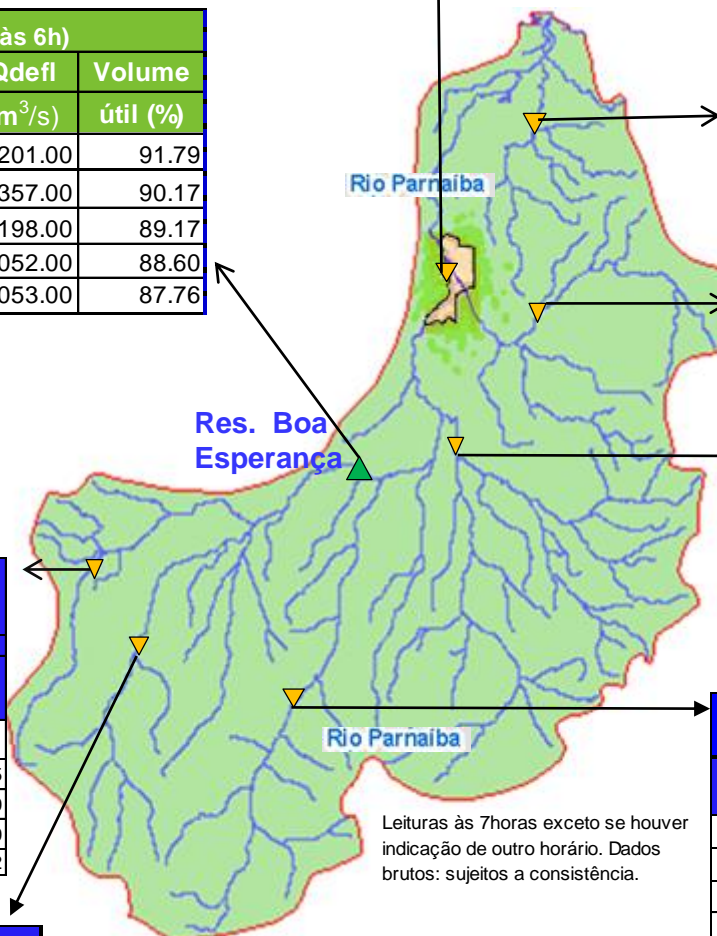 às 6h)
Qdefl Volume
m³/s) útil (%)
201.00 91.79
357.00 90.17
198.00 89.17
052.00 88.60
053.00 87.76
Rio Parnaíba
Res. Boa
Esperança
Rio Parnaíba
Leituras às 7horas exceto se houver
indicação de outro horário. Dados
brutos: sujeitos a consistência.